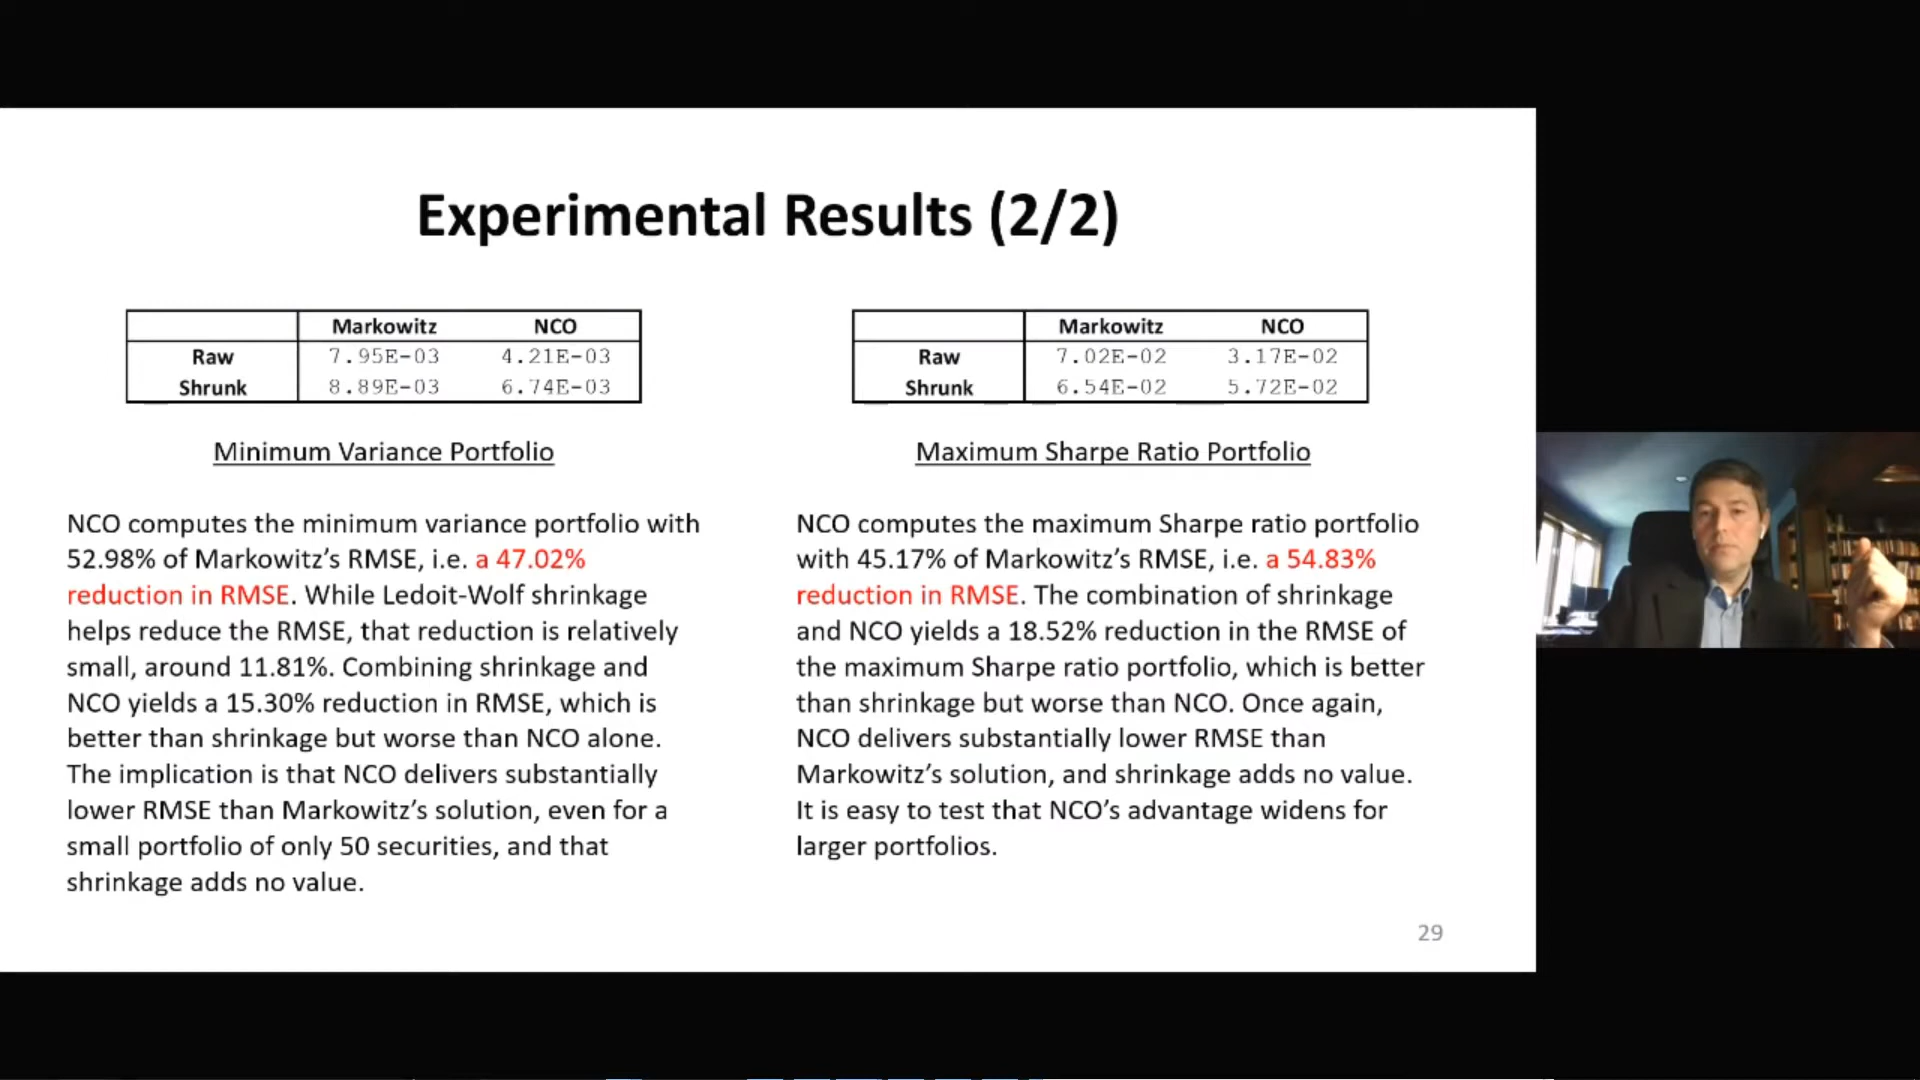 Experimental Results (2/2)
Markowitz NCO
Raw 7.95E-03 4.21E-03
Shrunk 8.89E-03 6.74E-03
Minimum Variance Portfolio
NCO computes the minimum variance portfolio with
52.98% of Markowitz's RMSE, i.e. a 47.02%
reduction in RMSE. While Ledoit-Wolf shrinkage
helps reduce the RMSE, that reduction is relatively
small, around 11.81%. Combining shrinkage and
NCO yields a 15.30% reduction in RMSE, which is
better than shrinkage but worse than NCO alone.
The implication is that NCO delivers substantially
lower RMSE than Markowitz's solution, even for a
small portfolio of only 50 securities, and that
shrinkage adds no value.
Markowitz NCO
Raw 7.02E-02 3.17E-02
Shrunk 6.54E-02 5.72E-02
Maximum Sharpe Ratio Portfolio
NCO computes the maximum Sharpe ratio portfolio
with 45.17% of Markowitz's RMSE, i.e. a 54.83%
reduction in RMSE. The combination of shrinkage
and NCO yields a 18.52% reduction in the RMSE of
the maximum Sharpe ratio portfolio, which is better
than shrinkage but worse than NCO. Once again,
NCO delivers substantially lower RMSE than
Markowitz's solution, and shrinkage adds no value.
It is easy to test that NCO's advantage widens for
larger portfolios.
29